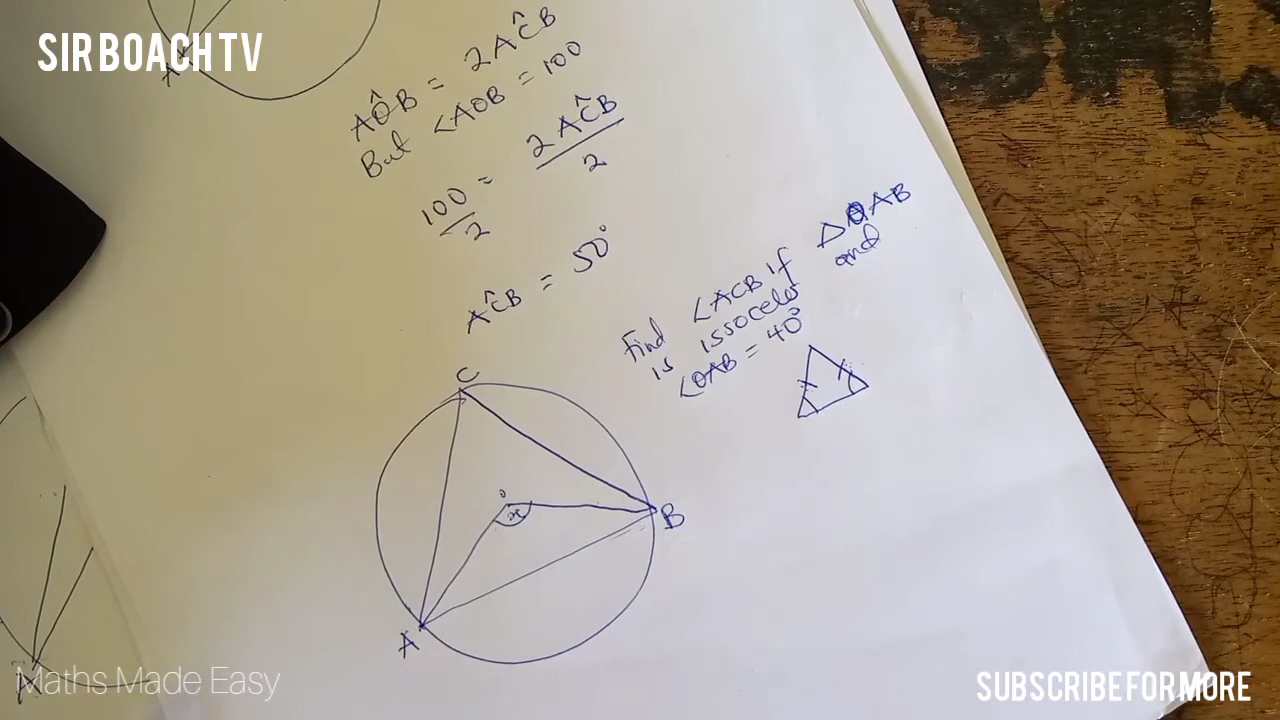 SIR BOACH TV
A
AÔB = 2AĈB
But <AOB = 100
100/2 = 2AĈB/2
AĈB = 50°
Find <ACB if △OAB
is issoceles and
<OAB = 40°
C
O
x
B
A
A
Maths Made Easy
SUBSCRIBE FOR MORE